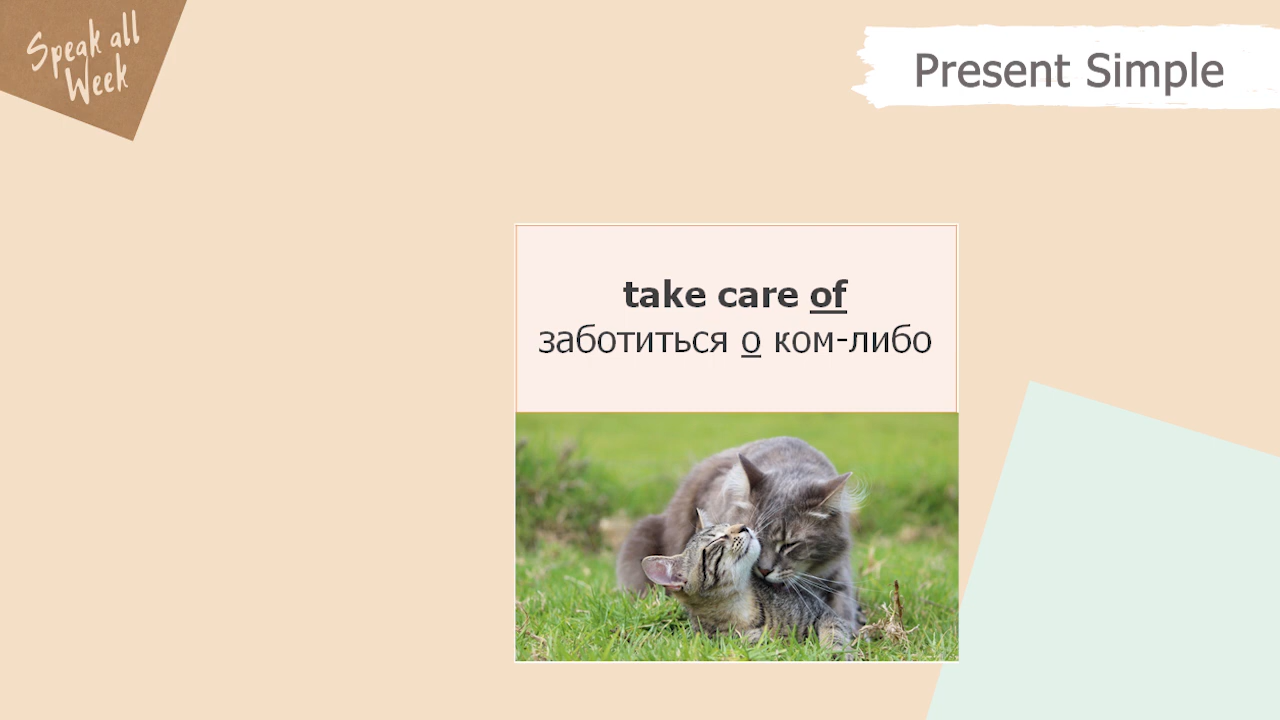 Speak all
Week
Present Simple
take care of
заботиться о ком-либо